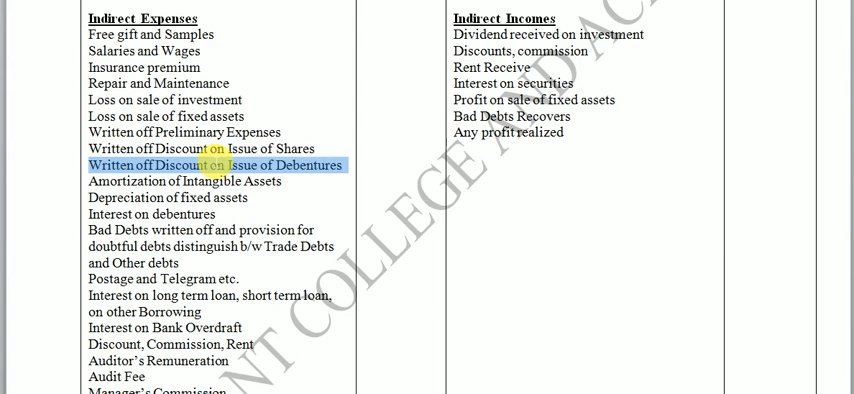 Indirect Expenses
Free gift and Samples
Salaries and Wages
Insurance premium
Repair and Maintenance
Loss on sale of investment
Loss on sale of fixed assets
Written off Preliminary Expenses
Written off Discount on Issue of Shares
Written off Discount on Issue of Debentures
Amortization of Intangible Assets
Depreciation of fixed assets
Interest on debentures
Bad Debts written off and provision for
doubtful debts distinguish b/w Trade Debts
and Other debts
Postage and Telegram etc.
Interest on long term loan, short term loan,
on other Borrowing
Interest on Bank Overdraft
Discount, Commission, Rent
Auditor's Remuneration
Audit Fee
Manager's Commission
Indirect Incomes
Dividend received on investment
Discounts, commission
Rent Receive
Interest on securities
Profit on sale of fixed assets
Bad Debts Recovers
Any profit realized
COLLEGE AND